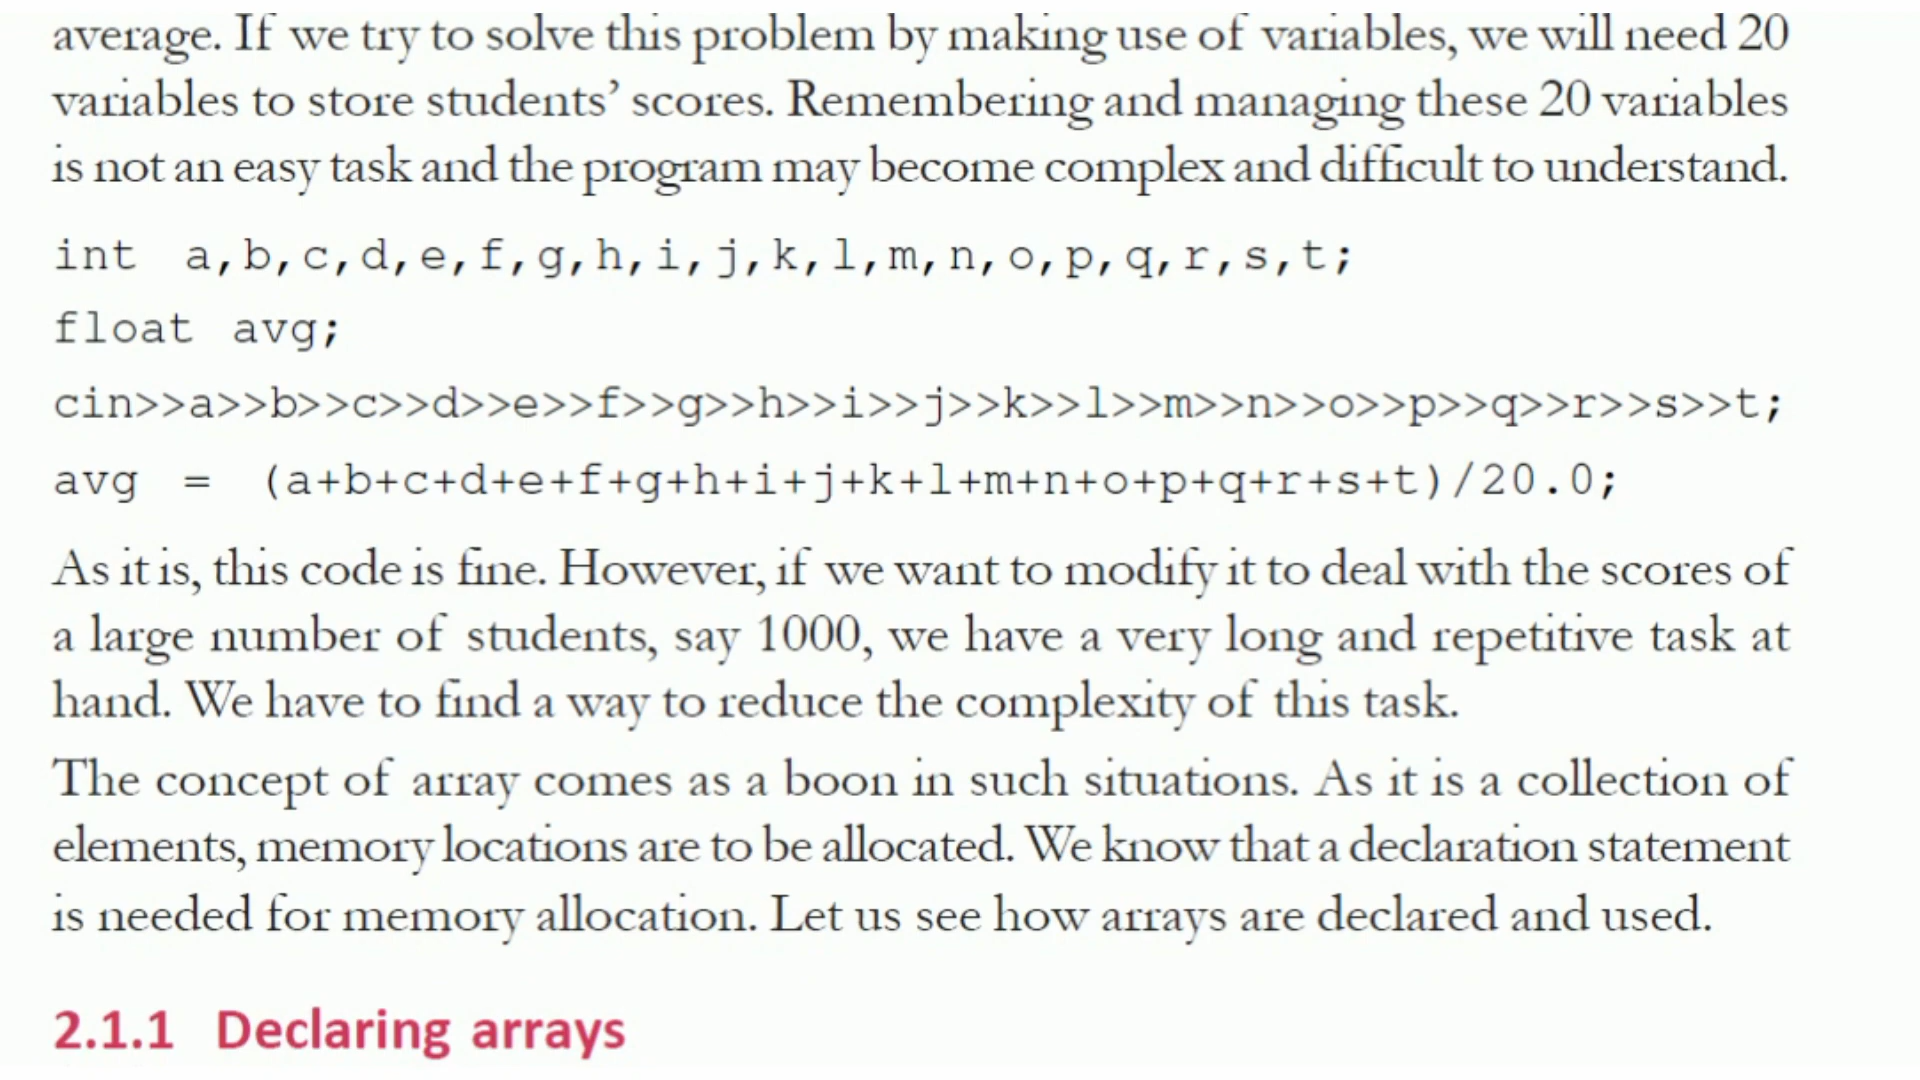 average. If we try to solve this problem by making use of variables, we will need 20
variables to store students’ scores. Remembering and managing these 20 variables
is not an easy task and the program may become complex and difficult to understand.
int a,b,c,d,e,f,g,h,i,j,k,l,m,n,o,p,q,r,s,t;
float avg;
cin>>a>>b>>c>>d>>e>>f>>g>>h>>i>>j>>k>>l>>m>>n>>o>>p>>q>>r>>s>>t;
avg = (a+b+c+d+e+f+g+h+i+j+k+l+m+n+o+p+q+r+s+t)/20.0;
As it is, this code is fine. However, if we want to modify it to deal with the scores of
a large number of students, say 1000, we have a very long and repetitive task at
hand. We have to find a way to reduce the complexity of this task.
The concept of array comes as a boon in such situations. As it is a collection of
elements, memory locations are to be allocated. We know that a declaration statement
is needed for memory allocation. Let us see how arrays are declared and used.
2.1.1 Declaring arrays